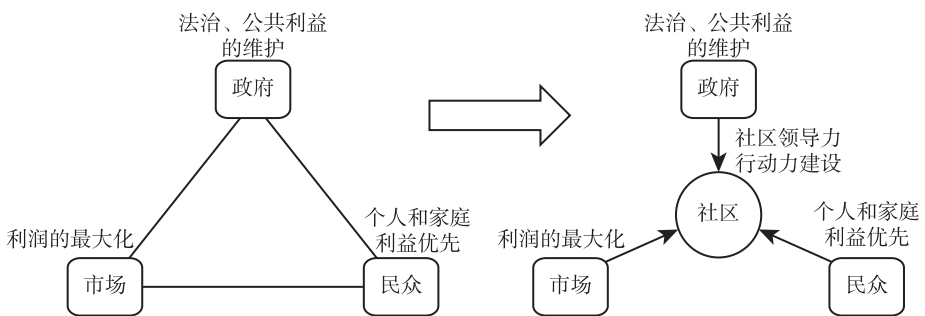 法治、公共利益
的维护
政府
利润的最大化
市场
个人和家庭
利益优先
民众
法治、公共利益
的维护
政府
社区领导力
行动力建设
社区
利润的最大化
市场
个人和家庭
利益优先
民众